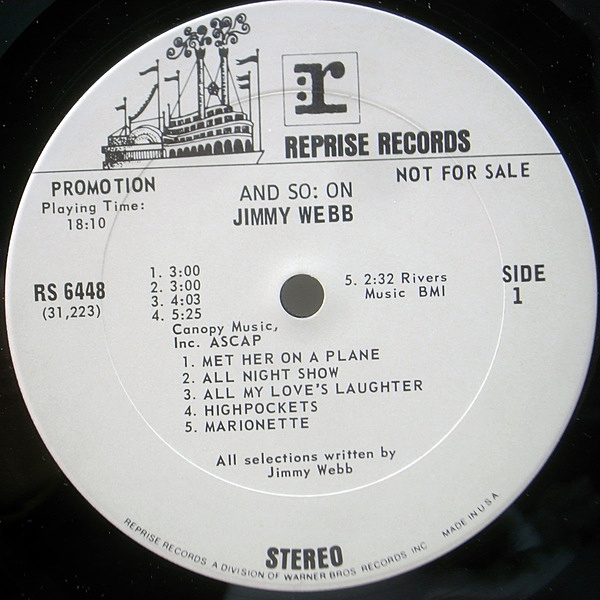 r
REPRISE RECORDS
PROMOTION
NOT FOR SALE
Playing Time:
18:10
AND SO: ON
JIMMY WEBB
RS 6448
(31,223)
1. 3:00
2. 3:00
3. 4:03
4. 5:25
Canopy Music,
Inc. ASCAP
5. 2:32 Rivers
Music BMI
SIDE
1
1. MET HER ON A PLANE
2. ALL NIGHT SHOW
3. ALL MY LOVE'S LAUGHTER
4. HIGHPOCKETS
5. MARIONETTE
All selections written by
Jimmy Webb
STEREO
REPRISE RECORDS A DIVISION OF WARNER BROS. RECORDS INC MADE IN U.S.A